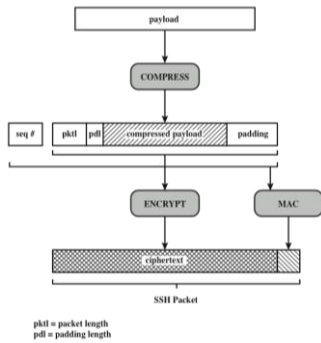 payload
COMPRESS
seq # pktl pdl compressed payload padding
ENCRYPT MAC
ciphertext
SSH Packet
pktl = packet length
pdl = padding length